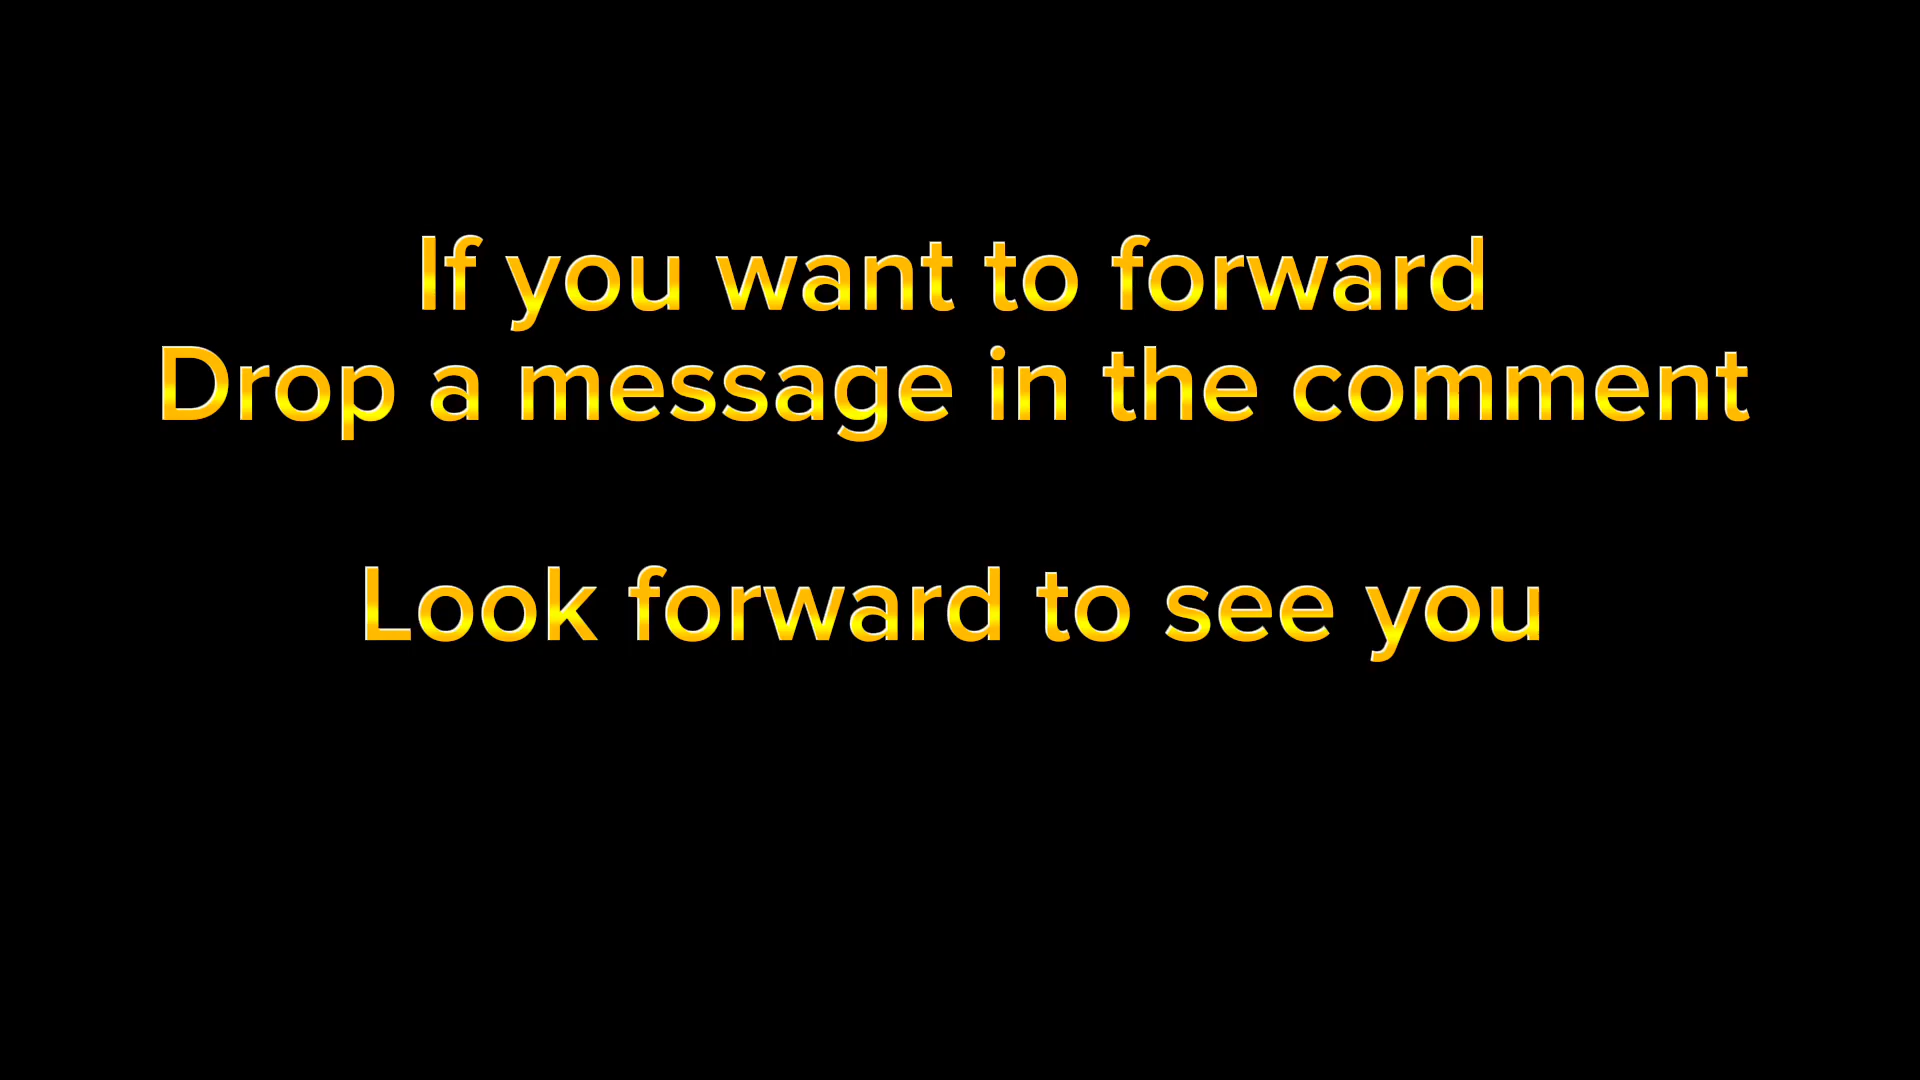 If you want to forward
Drop a message in the comment
Look forward to see you